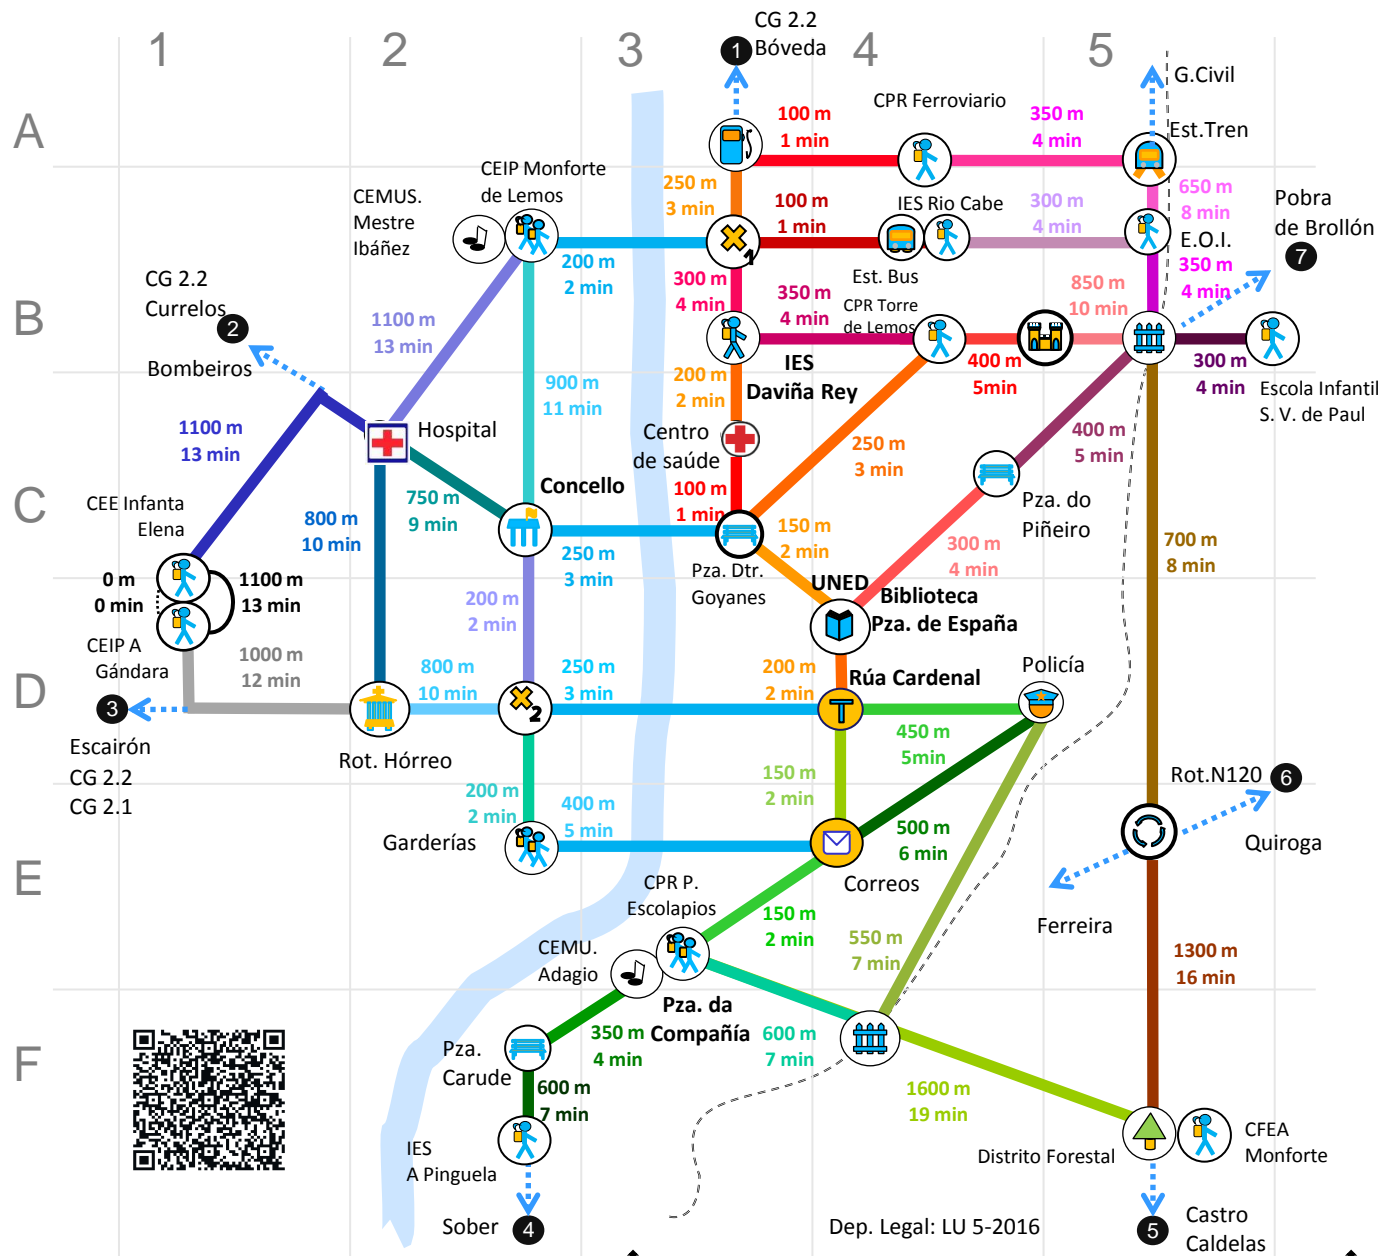 1
2
3
4
5
A
B
C
D
E
F
CG 2.2
1
Bóveda
G.Civil
CPR Ferroviario
100 m
1 min
350 m
4 min
Est.Tren
CEIP Monforte
de Lemos
CEMUS.
Mestre
Ibáñez
250 m
3 min
100 m
1 min
IES Rio Cabe
300 m
4 min
650 m
8 min
E.O.I.
350 m
4 min
Pobra
de Brollón
7
1
200 m
2 min
300 m
4 min
Est. Bus
350 m
4 min
CPR Torre
de Lemos
850 m
10 min
CG 2.2
Currelos
2
Bombeiros
1100 m
13 min
IES
Daviña Rey
400 m
5min
300 m
4 min
Escola Infantil
S. V. de Paul
900 m
11 min
200 m
2 min
1100 m
13 min
Hospital
Centro
de saúde
250 m
3 min
400 m
5 min
CEE Infanta
Elena
750 m
9 min
Concello
100 m
1 min
Pza. do
Piñeiro
800 m
10 min
250 m
3 min
150 m
2 min
300 m
4 min
700 m
8 min
Pza. Dtr.
Goyanes
0 m
0 min
1100 m
13 min
200 m
2 min
UNED
Biblioteca
Pza. de España
CEIP A
Gándara
1000 m
12 min
800 m
10 min
250 m
3 min
200 m
2 min
Rúa Cardenal
Policía
3
Escairón
CG 2.2
CG 2.1
Rot. Hórreo
2
T
450 m
5min
150 m
2 min
200 m
2 min
400 m
5 min
Rot.N120
6
Quiroga
Garderías
500 m
6 min
Correos
CPR P.
Escolapios
150 m
2 min
Ferreira
CEMU.
Adagio
550 m
7 min
1300 m
16 min
Pza. da
Compañía
350 m
4 min
600 m
7 min
Pza.
Carude
600 m
7 min
1600 m
19 min
IES
A Pinguela
Distrito Forestal
CFEA
Monforte
Sober
4
Dep. Legal: LU 5-2016
5
Castro
Caldelas